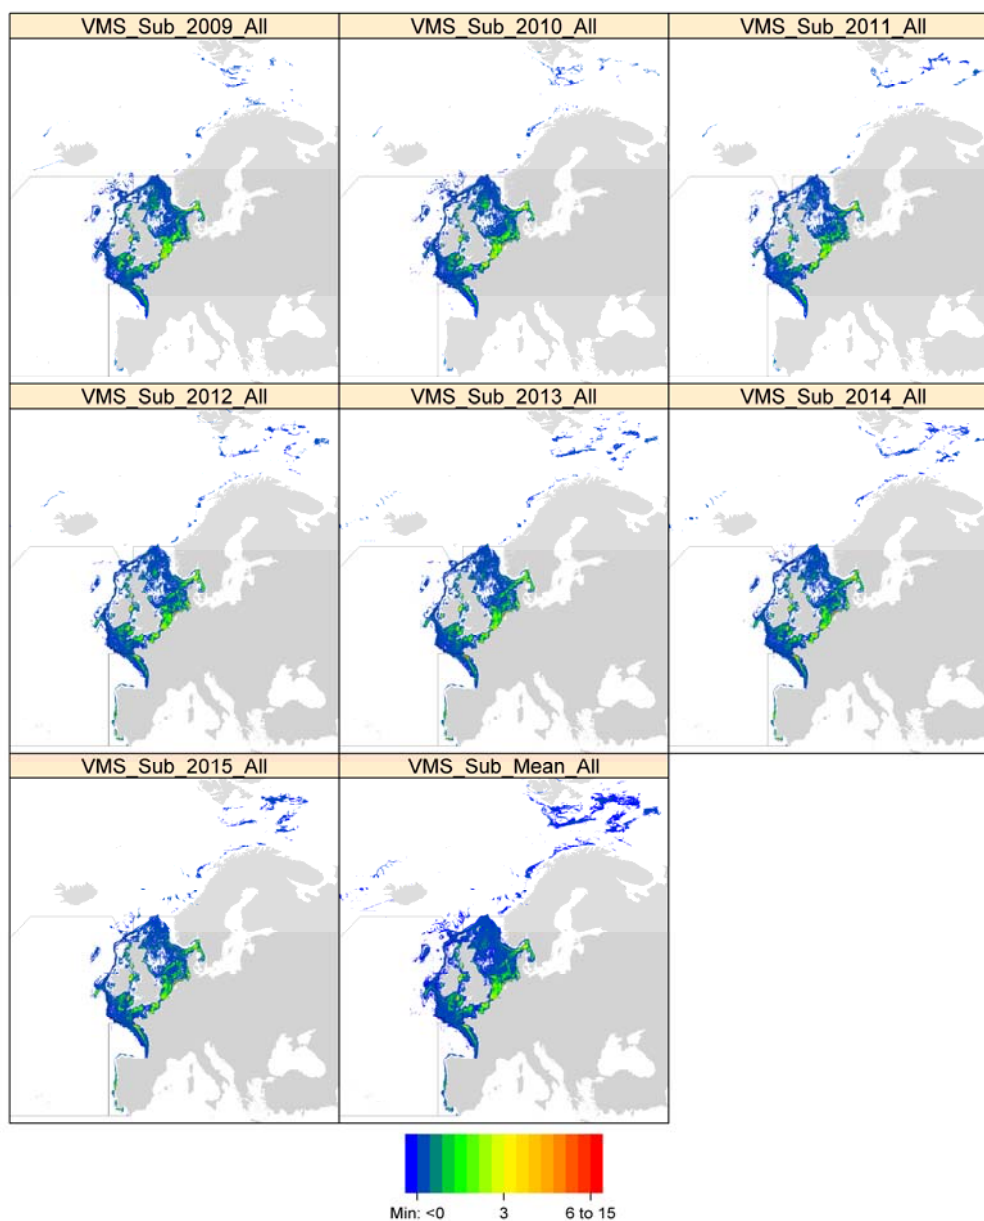 VMS_Sub_2009_All
VMS_Sub_2010_All
VMS_Sub_2011_All
VMS_Sub_2012_All
VMS_Sub_2013_All
VMS_Sub_2014_All
VMS_Sub_2015_All
VMS_Sub_Mean_All
Min: <0 3 6 to 15